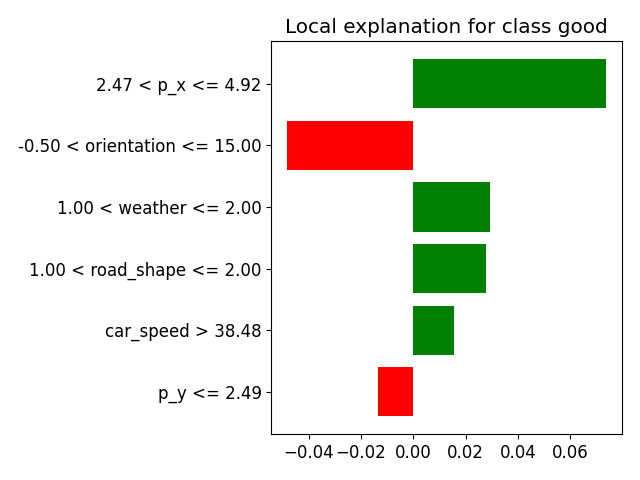 Local explanation for class good
2.47 < p_x <= 4.92
-0.50 < orientation <= 15.00
1.00 < weather <= 2.00
1.00 < road_shape <= 2.00
car_speed > 38.48
p_y <= 2.49
−0.04 −0.02 0.00 0.02 0.04 0.06